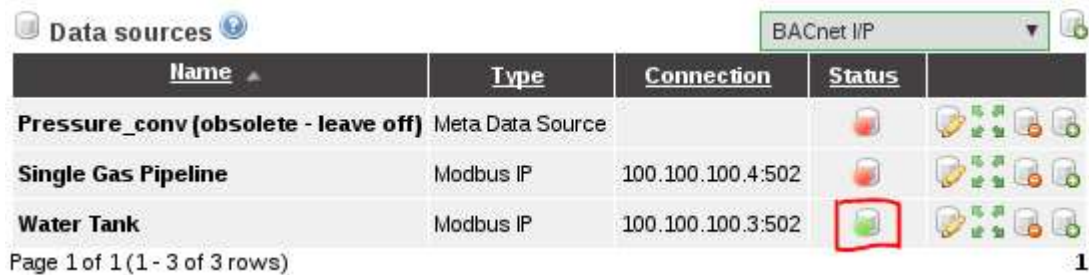 Data sources BACnet I/P
Name Type Connection Status
Pressure_conv (obsolete - leave off) Meta Data Source
Single Gas Pipeline Modbus IP 100.100.100.4:502
Water Tank Modbus IP 100.100.100.3:502
Page 1 of 1 (1 - 3 of 3 rows) 1